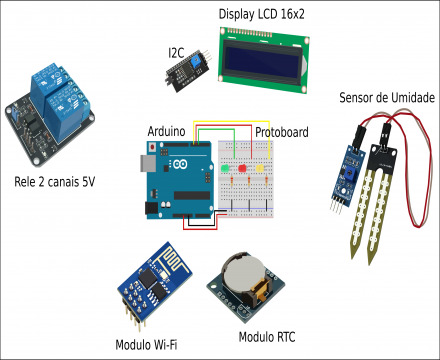 Display LCD 16x2
I2C
Sensor de Umidade
Arduino
Protoboard
Rele 2 canais 5V
Modulo Wi-Fi
Modulo RTC